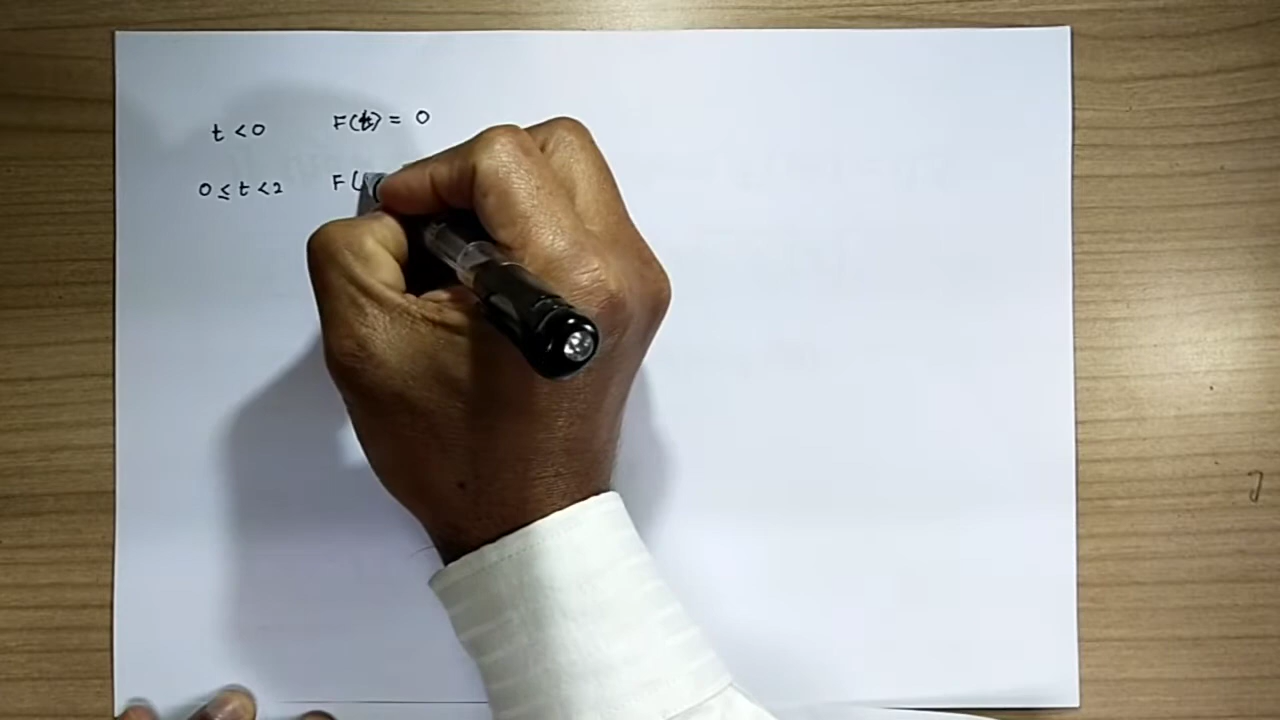 t < 0 F(t) = 0
0 ≤ t < 2 F(